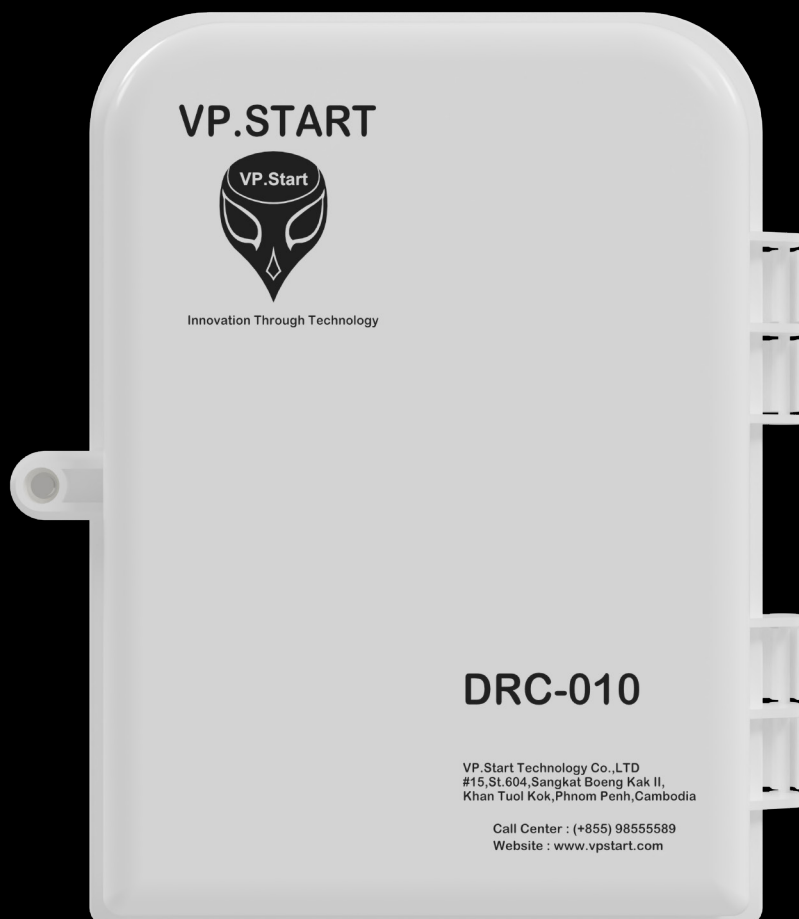 VP.START
VP.Start
Innovation Through Technology
DRC-010
VP.Start Technology Co.,LTD
#15,St.604,Sangkat Boeng Kak II,
Khan Tuol Kok,Phnom Penh,Cambodia
Call Center : (+855) 98555589
Website : www.vpstart.com